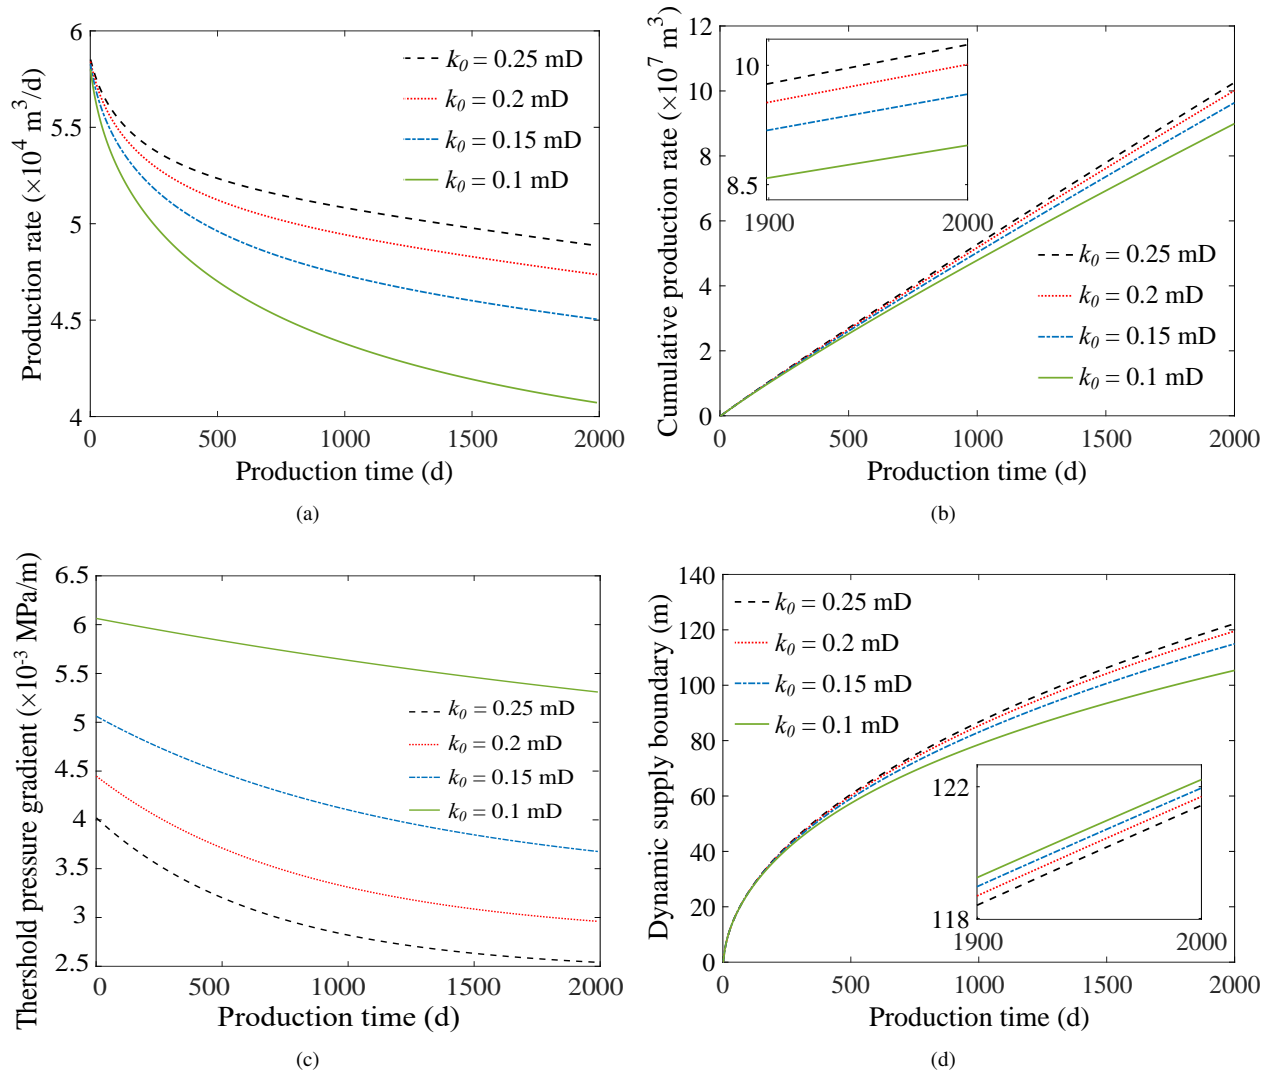 Production rate (×10⁴ m³/d)
6
5.5
5
4.5
4
k₀ = 0.25 mD
k₀ = 0.2 mD
k₀ = 0.15 mD
k₀ = 0.1 mD
0 500 1000 1500 2000
Production time (d)
(a)
Cumulative production rate (×10⁷ m³)
12
10
8
6
4
2
0
10
8.5
1900 2000
k₀ = 0.25 mD
k₀ = 0.2 mD
k₀ = 0.15 mD
k₀ = 0.1 mD
0 500 1000 1500 2000
Production time (d)
(b)
Thershold pressure gradient (×10⁻³ MPa/m)
6.5
6
5.5
5
4.5
4
3.5
3
2.5
k₀ = 0.25 mD
k₀ = 0.2 mD
k₀ = 0.15 mD
k₀ = 0.1 mD
0 500 1000 1500 2000
Production time (d)
(c)
Dynamic supply boundary (m)
140
120
100
80
60
40
20
0
k₀ = 0.25 mD
k₀ = 0.2 mD
k₀ = 0.15 mD
k₀ = 0.1 mD
122
118
1900 2000
0 500 1000 1500 2000
Production time (d)
(d)